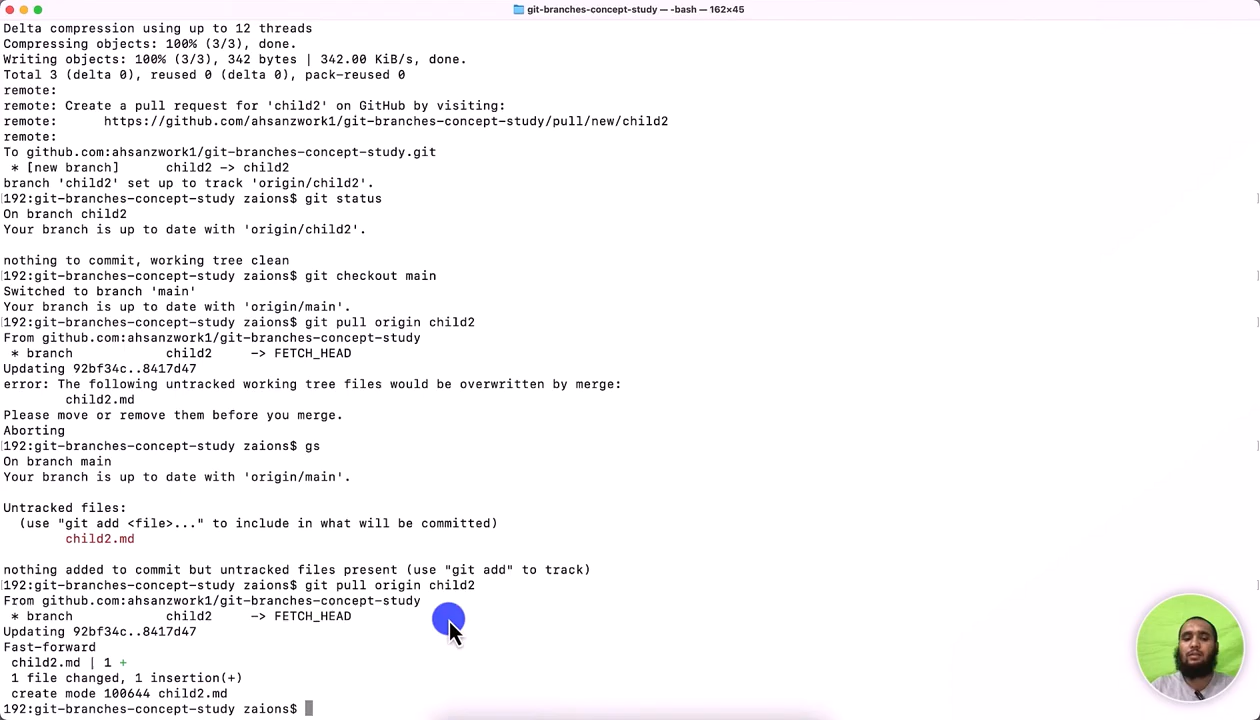 git-branches-concept-study — -bash — 162×45
Delta compression using up to 12 threads
Compressing objects: 100% (3/3), done.
Writing objects: 100% (3/3), 342 bytes | 342.00 KiB/s, done.
Total 3 (delta 0), reused 0 (delta 0), pack-reused 0
remote:
remote: Create a pull request for 'child2' on GitHub by visiting:
remote:      https://github.com/ahsanzwork1/git-branches-concept-study/pull/new/child2
remote:
To github.com:ahsanzwork1/git-branches-concept-study.git
 * [new branch]      child2 -> child2
branch 'child2' set up to track 'origin/child2'.
192:git-branches-concept-study zaions$ git status
On branch child2
Your branch is up to date with 'origin/child2'.
nothing to commit, working tree clean
192:git-branches-concept-study zaions$ git checkout main
Switched to branch 'main'
Your branch is up to date with 'origin/main'.
192:git-branches-concept-study zaions$ git pull origin child2
From github.com:ahsanzwork1/git-branches-concept-study
 * branch            child2     -> FETCH_HEAD
Updating 92bf34c..8417d47
error: The following untracked working tree files would be overwritten by merge:
        child2.md
Please move or remove them before you merge.
Aborting
192:git-branches-concept-study zaions$ gs
On branch main
Your branch is up to date with 'origin/main'.
Untracked files:
  (use "git add <file>..." to include in what will be committed)
        child2.md
nothing added to commit but untracked files present (use "git add" to track)
192:git-branches-concept-study zaions$ git pull origin child2
From github.com:ahsanzwork1/git-branches-concept-study
 * branch            child2     -> FETCH_HEAD
Updating 92bf34c..8417d47
Fast-forward
 child2.md | 1 +
 1 file changed, 1 insertion(+)
 create mode 100644 child2.md
192:git-branches-concept-study zaions$